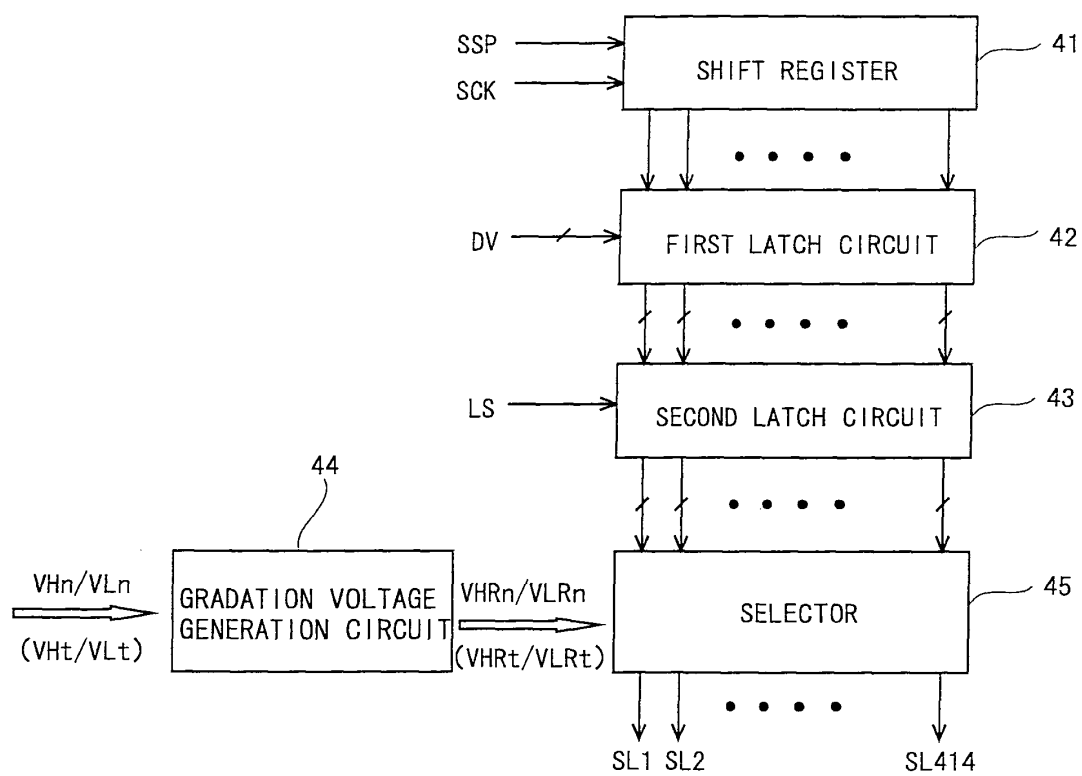 SSP
41
SHIFT REGISTER
SCK
DV
FIRST LATCH CIRCUIT
42
LS
SECOND LATCH CIRCUIT
43
44
VHn/VLn
(VHt/VLt)
GRADATION VOLTAGE
GENERATION CIRCUIT
VHRn/VLRn
(VHRt/VLRt)
SELECTOR
45
SL1
SL2
SL414